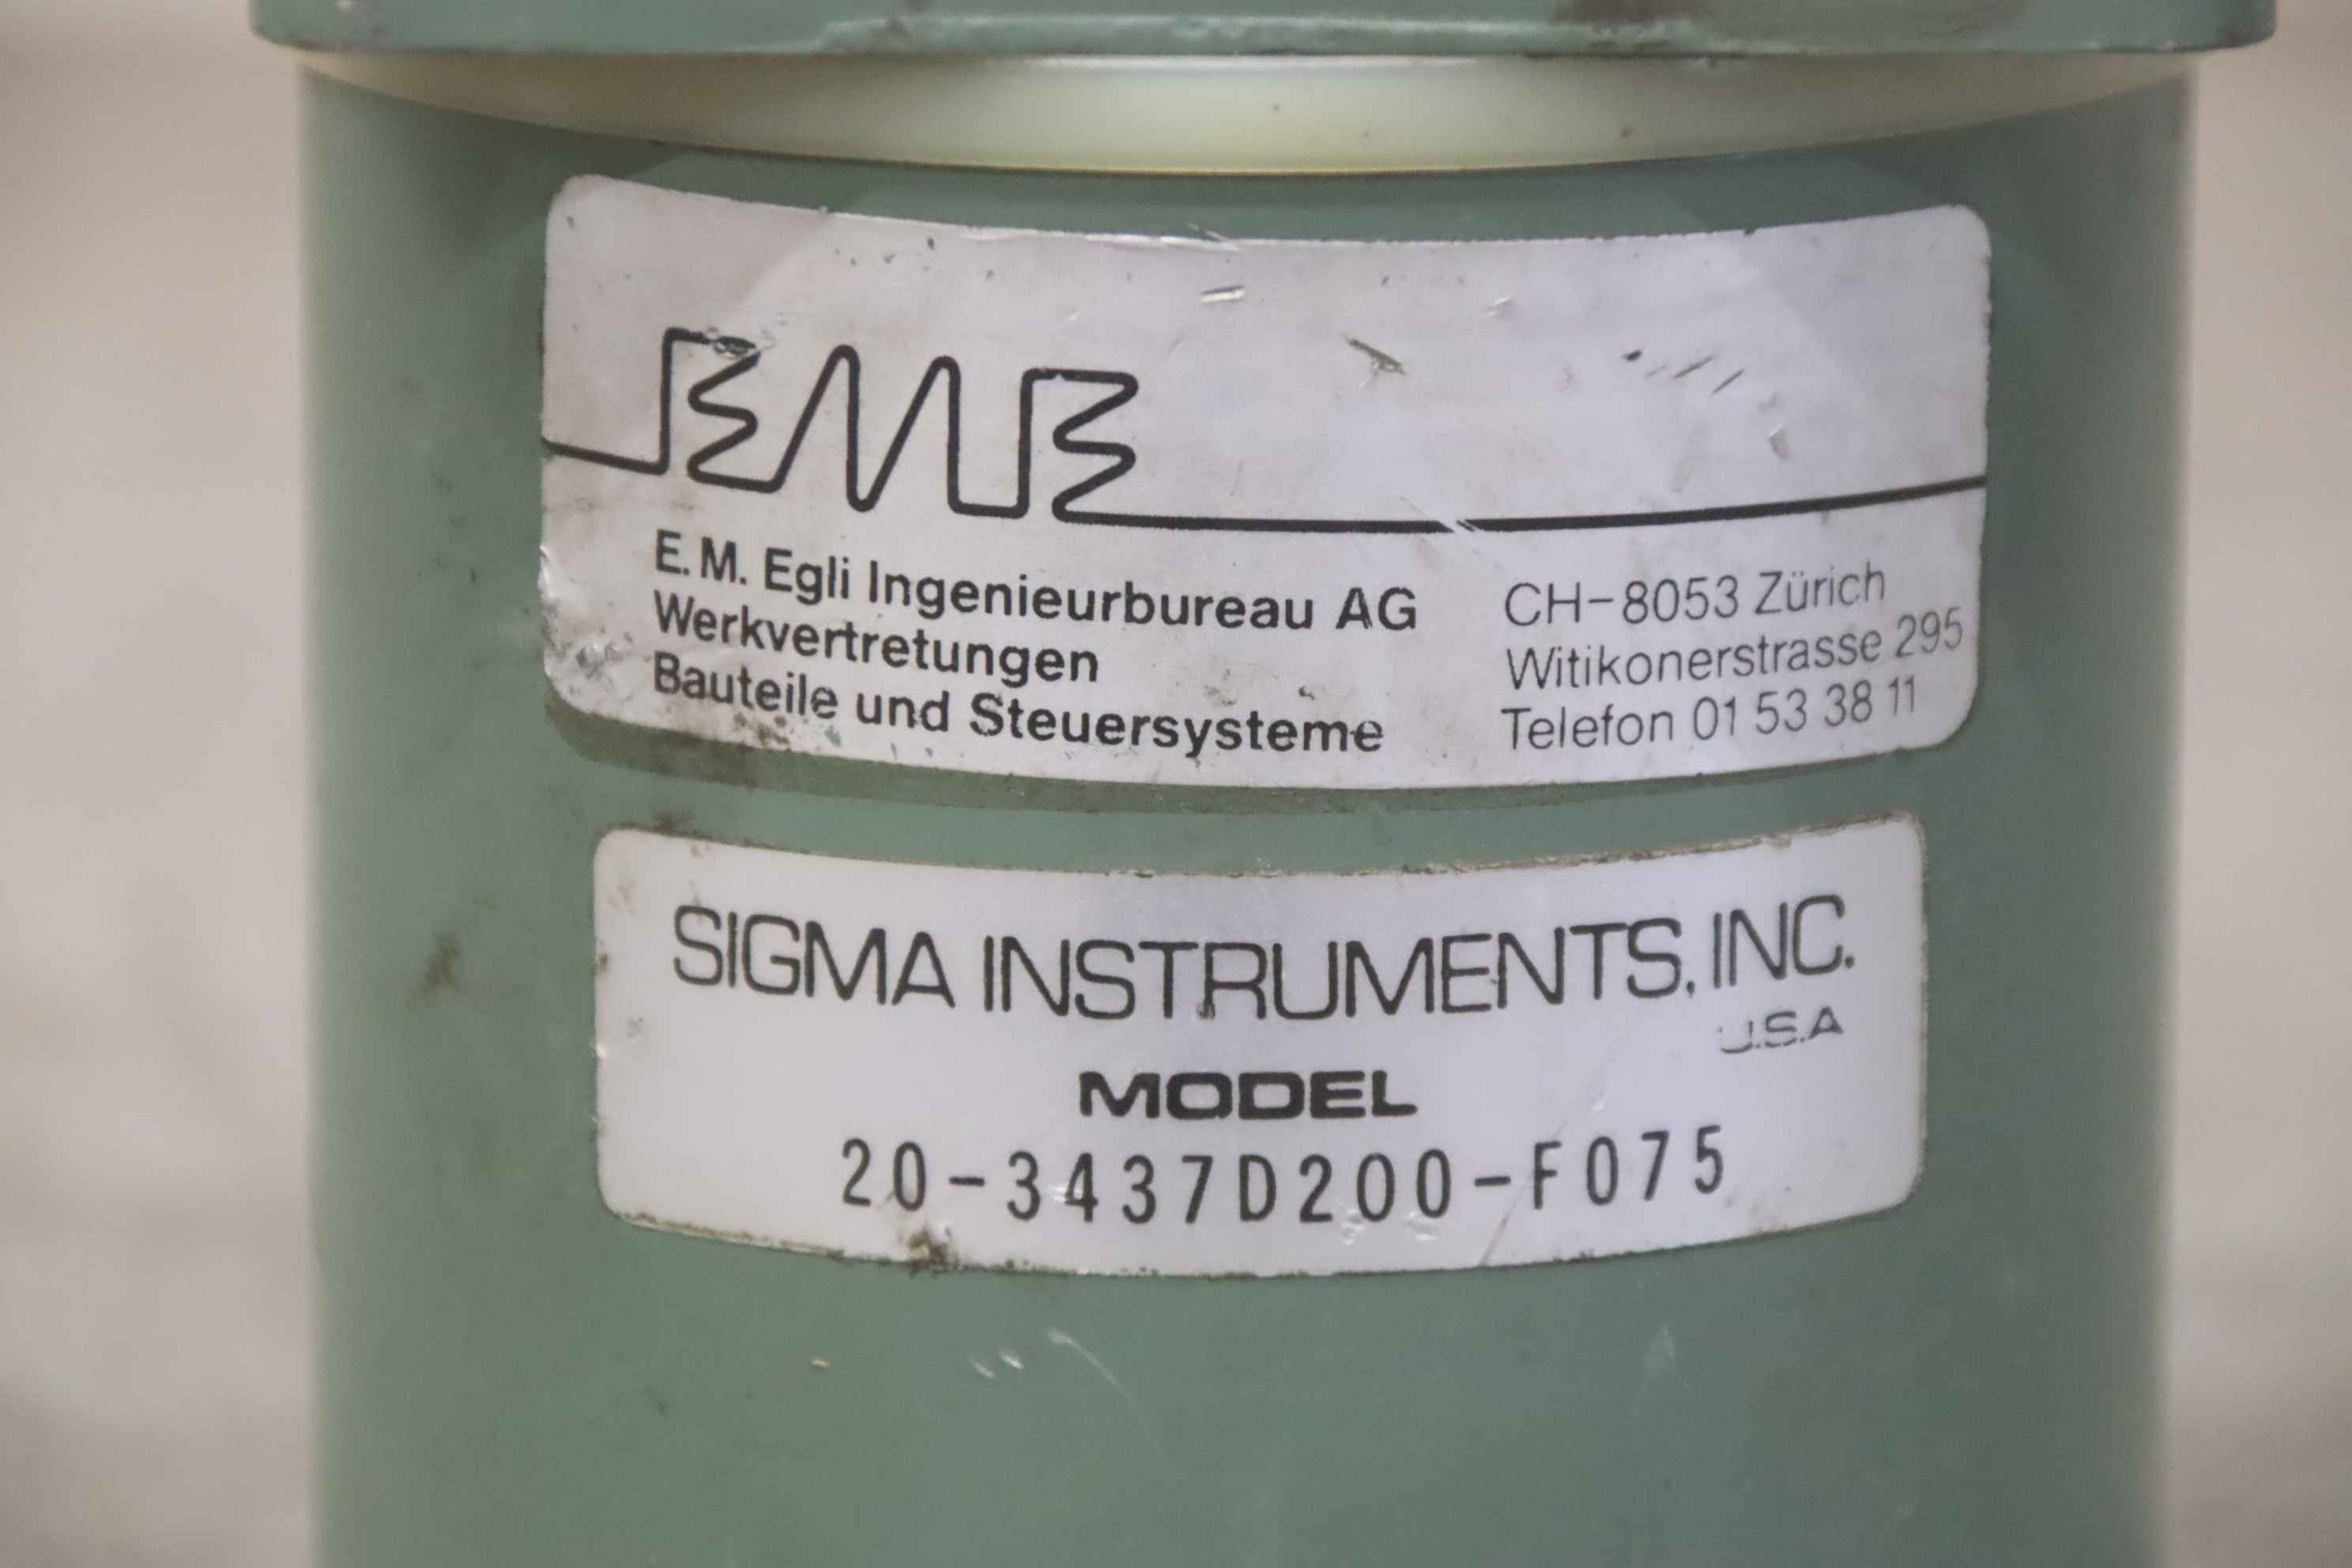 EME
E. M. Egli Ingenieurbureau AG
Werkvertretungen
Bauteile und Steuersysteme
CH-8053 Zürich
Witikonerstrasse 295
Telefon 01 53 38 11
SIGMA INSTRUMENTS, INC.
U.S.A
MODEL
20-3437D200-F075